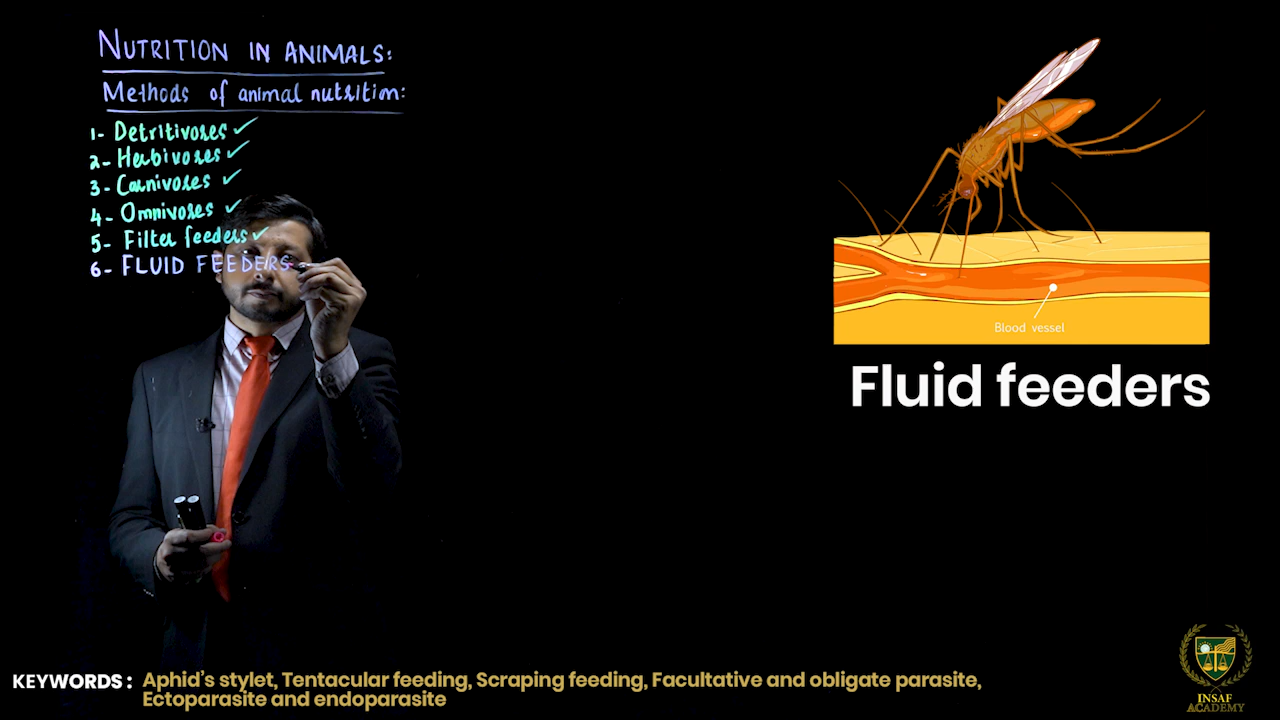 NUTRITION IN ANIMALS:
Methods of animal nutrition:
1- Detritivores ✓
2- Herbivores ✓
3- Carnivores ✓
4- Omnivores ✓
5- Filter feeders ✓
6- FLUID FEEDERS
Blood vessel
Fluid feeders
KEYWORDS : Aphid's stylet, Tentacular feeding, Scraping feeding, Facultative and obligate parasite,
Ectoparasite and endoparasite
INSAF
ACADEMY